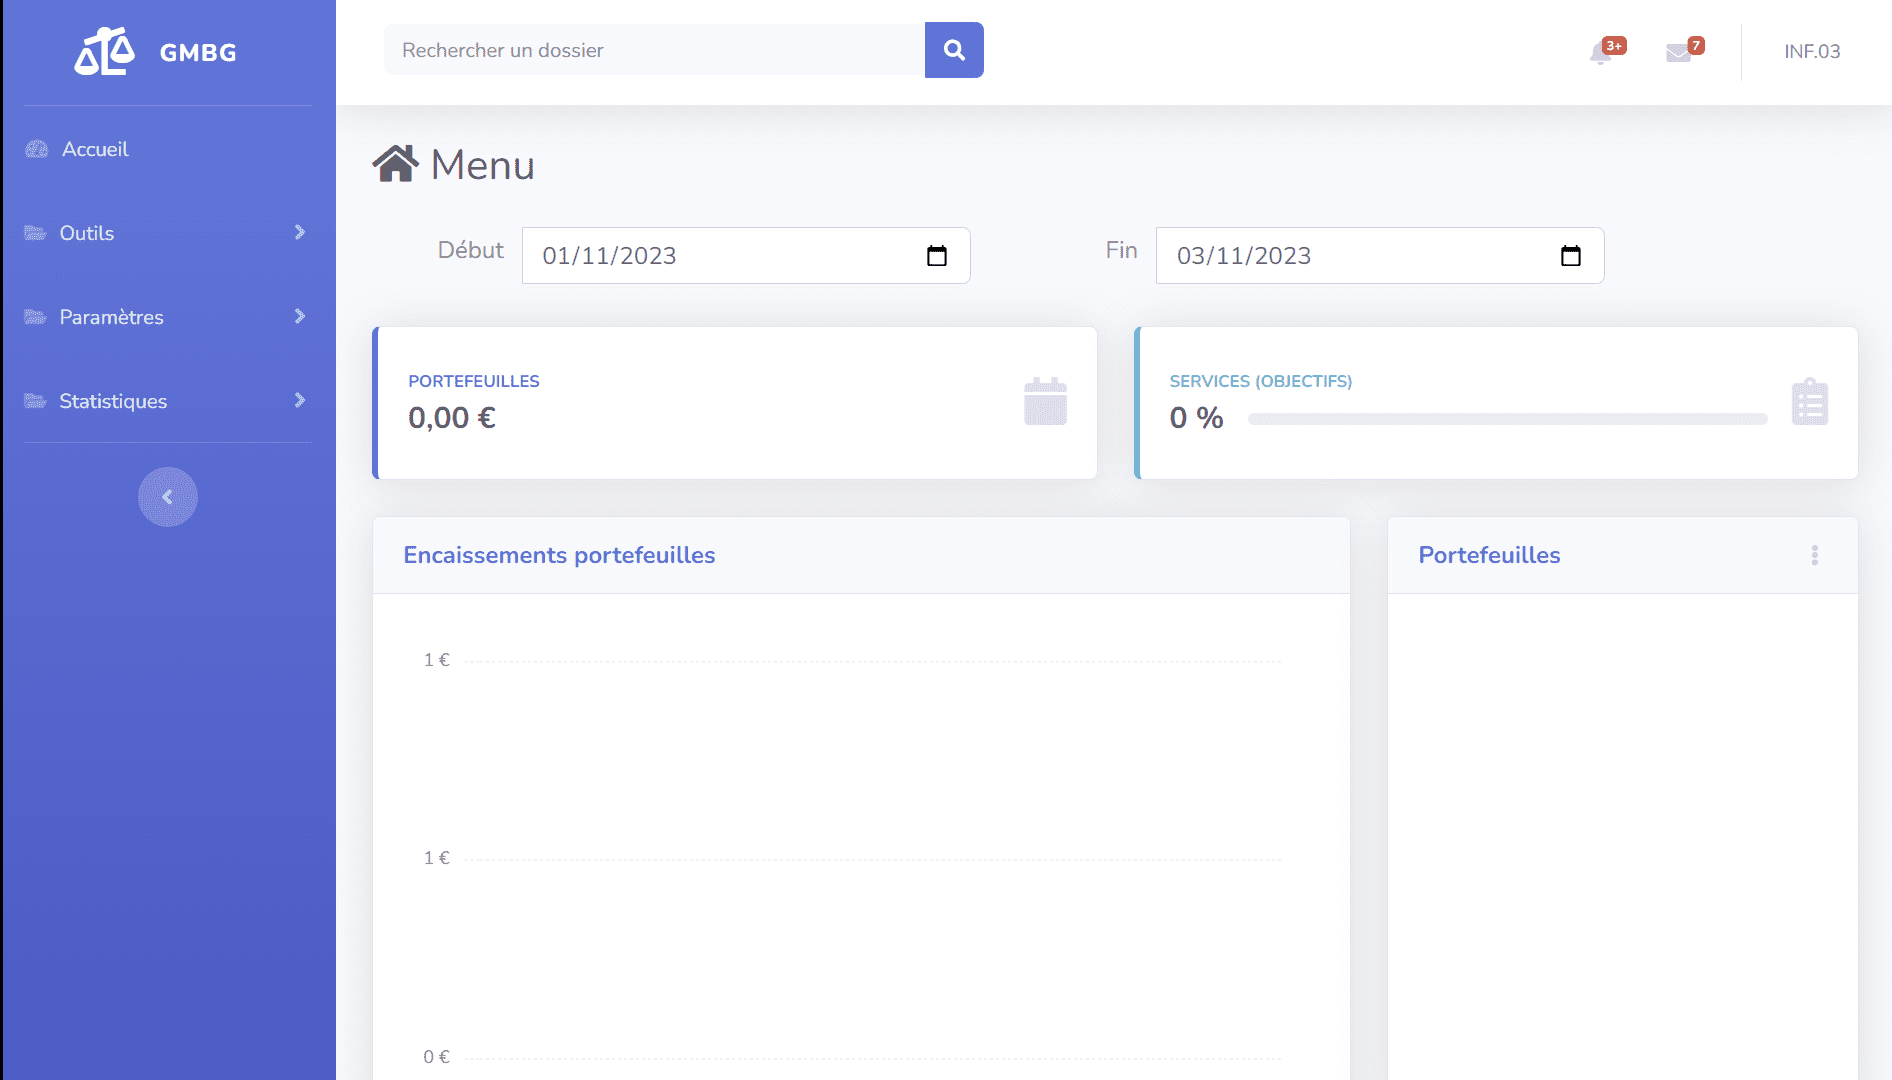 GMBG
Rechercher un dossier
3+
7
INF.03
Accueil
Outils
Paramètres
Statistiques
Menu
Début
01/11/2023
Fin
03/11/2023
PORTEFEUILLES
0,00 €
SERVICES (OBJECTIFS)
0 %
Encaissements portefeuilles
Portefeuilles
1 €
1 €
0 €